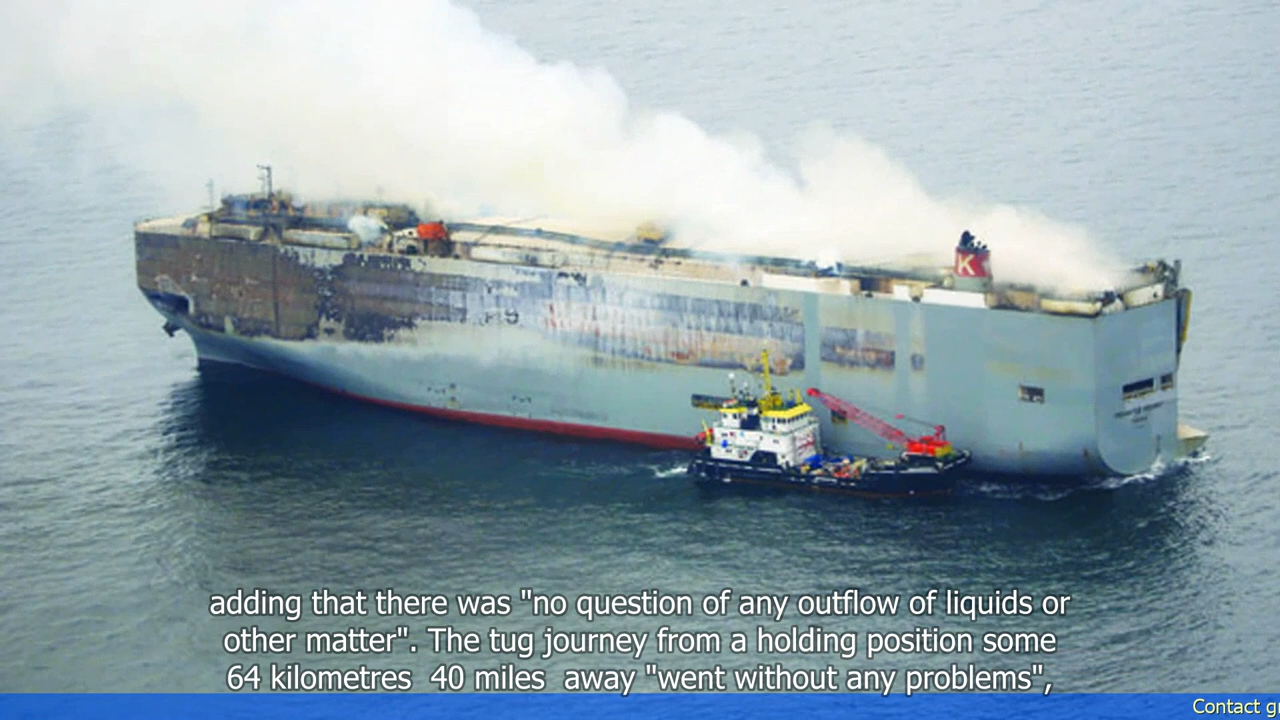 K
adding that there was "no question of any outflow of liquids or
other matter". The tug journey from a holding position some
64 kilometres  40 miles  away "went without any problems",
Contact g